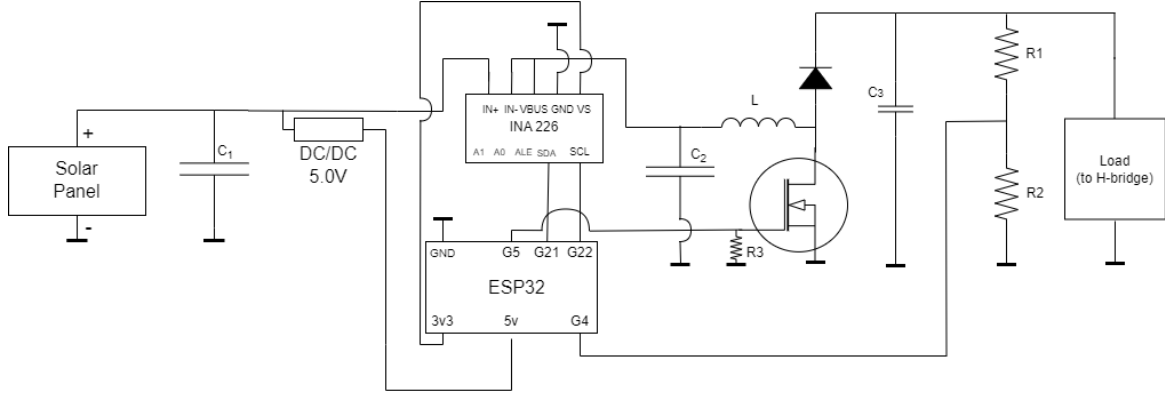 L
R1
C3
IN+ IN- VBUS GND VS
INA 226
A1 A0 ALE SDA SCL
+
C1
DC/DC
5.0V
Solar
Panel
-
C2
R2
Load
(to H-bridge)
R3
GND G5 G21 G22
ESP32
3v3 5v G4